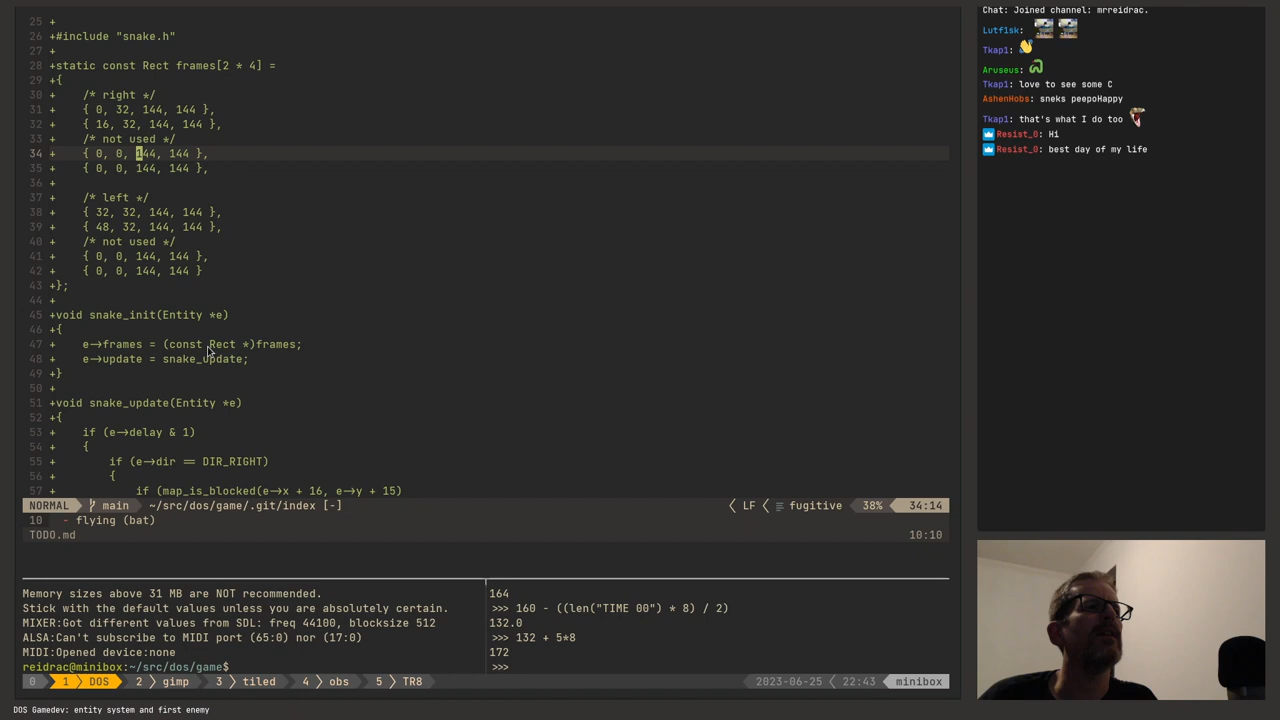 25 +
26 +#include "snake.h"
27 +
28 +static const Rect frames[2 * 4] =
29 +{
30 +    /* right */
31 +    { 0, 32, 144, 144 },
32 +    { 16, 32, 144, 144 },
33 +    /* not used */
34 +    { 0, 0, 144, 144 },
35 +    { 0, 0, 144, 144 },
36 +
37 +    /* left */
38 +    { 32, 32, 144, 144 },
39 +    { 48, 32, 144, 144 },
40 +    /* not used */
41 +    { 0, 0, 144, 144 },
42 +    { 0, 0, 144, 144 }
43 +};
44 +
45 +void snake_init(Entity *e)
46 +{
47 +    e->frames = (const Rect *)frames;
48 +    e->update = snake_update;
49 +}
50 +
51 +void snake_update(Entity *e)
52 +{
53 +    if (e->delay & 1)
54 +    {
55 +        if (e->dir == DIR_RIGHT)
56 +        {
57 +            if (map_is_blocked(e->x + 16, e->y + 15)
NORMAL main ~/src/dos/game/.git/index [-] LF fugitive 38% 34:14
10 - flying (bat)
TODO.md 10:10
Memory sizes above 31 MB are NOT recommended.
Stick with the default values unless you are absolutely certain.
MIXER:Got different values from SDL: freq 44100, blocksize 512
ALSA:Can't subscribe to MIDI port (65:0) nor (17:0)
MIDI:Opened device:none
reidrac@minibox:~/src/dos/game$
164
>>> 160 - ((len("TIME 00") * 8) / 2)
132.0
>>> 132 + 5*8
172
>>>
0 1 DOS 2 gimp 3 tiled 4 obs 5 TR8 2023-06-25 22:43 minibox
DOS Gamedev: entity system and first enemy
Chat: Joined channel: mrreidrac.
Lutf1sk:
Tkap1:
Aruseus:
Tkap1: love to see some C
AshenHobs: sneks peepoHappy
Tkap1: that's what I do too
Resist_0: Hi
Resist_0: best day of my life